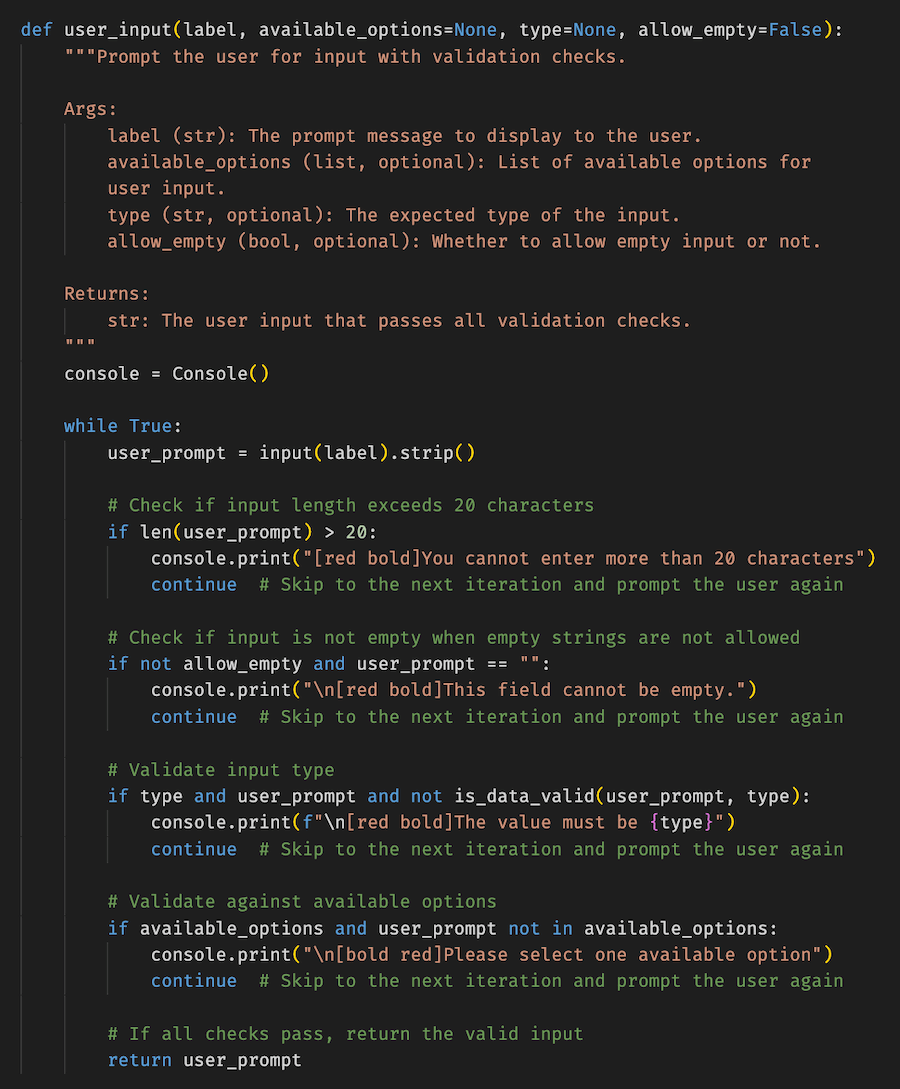 def user_input(label, available_options=None, type=None, allow_empty=False):
    """Prompt the user for input with validation checks.

    Args:
        label (str): The prompt message to display to the user.
        available_options (list, optional): List of available options for
        user input.
        type (str, optional): The expected type of the input.
        allow_empty (bool, optional): Whether to allow empty input or not.

    Returns:
        str: The user input that passes all validation checks.
    """
    console = Console()

    while True:
        user_prompt = input(label).strip()

        # Check if input length exceeds 20 characters
        if len(user_prompt) > 20:
            console.print("[red bold]You cannot enter more than 20 characters")
            continue  # Skip to the next iteration and prompt the user again

        # Check if input is not empty when empty strings are not allowed
        if not allow_empty and user_prompt == "":
            console.print("\n[red bold]This field cannot be empty.")
            continue  # Skip to the next iteration and prompt the user again

        # Validate input type
        if type and user_prompt and not is_data_valid(user_prompt, type):
            console.print(f"\n[red bold]The value must be {type}")
            continue  # Skip to the next iteration and prompt the user again

        # Validate against available options
        if available_options and user_prompt not in available_options:
            console.print("\n[bold red]Please select one available option")
            continue  # Skip to the next iteration and prompt the user again

        # If all checks pass, return the valid input
        return user_prompt